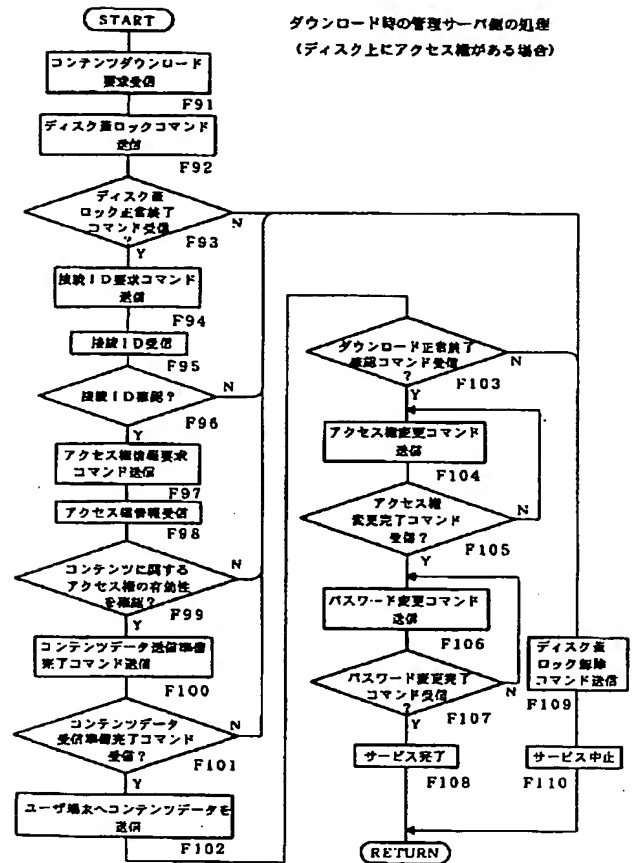 START
ダウンロード時の管理サーバ側の処理
(ディスク上にアクセス権がある場合)
コンテンツダウンロード
要求受信
F91
ディスク蓋ロックコマンド
送信
F92
ディスク蓋
ロック正常終了
コマンド受信
?
N
F93
Y
接続ID要求コマンド
送信
F94
接続ID受信
F95
接続ID確認?
N
F96
Y
アクセス権情報要求
コマンド送信
F97
アクセス権情報受信
F98
コンテンツに関する
アクセス権の有効性
を確認?
N
F99
Y
コンテンツデータ送信準備
完了コマンド送信
F100
コンテンツデータ
受信準備完了コマンド
受信?
N
F101
Y
ユーザ端末へコンテンツデータを
送信
F102
ダウンロード正常終了
確認コマンド受信
?
N
F103
Y
アクセス権変更コマンド
送信
F104
アクセス権
変更完了コマンド
受信?
N
F105
Y
パスワード変更コマンド
送信
F106
パスワード変更完了
コマンド受信
?
N
F107
Y
サービス完了
F108
ディスク蓋
ロック解除
コマンド送信
F109
サービス中止
F110
RETURN